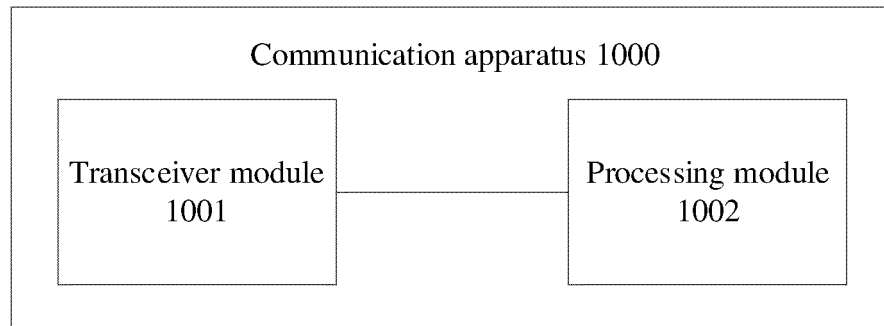 Communication apparatus 1000
Transceiver module
1001
Processing module
1002